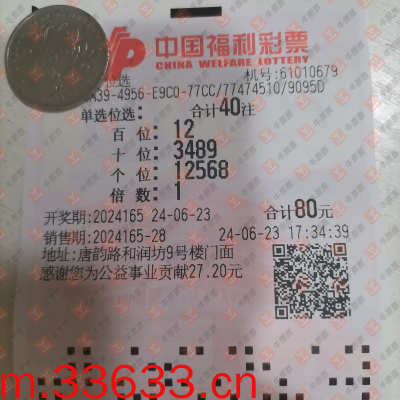 中国福利彩票
CHINA WELFARE LOTTERY
位选 机号:61010679
A39-4956-E9C0-77CC/77474510/9095D
单选位选: 合计40注
百 位: 12
十 位: 3489
个 位: 12568
倍 数: 1
开奖期:2024165 24-06-23 合计80元
销售期:2024165-28 24-06-23 17:34:39
地址:唐韵路和润坊9号楼门面
感谢您为公益事业贡献27.20元
m.33633.cn